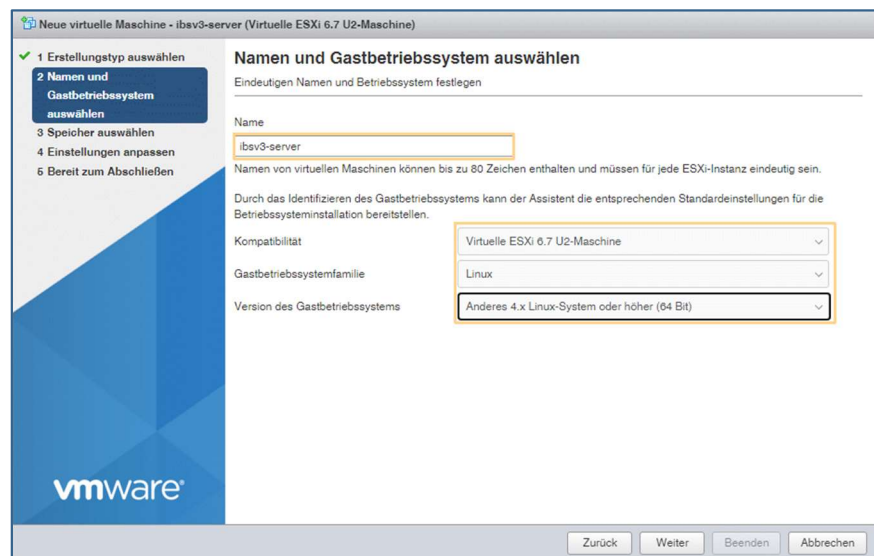 Neue virtuelle Maschine - ibsv3-server (Virtuelle ESXi 6.7 U2-Maschine)
1 Erstellungstyp auswählen
2 Namen und
Gastbetriebssystem
auswählen
3 Speicher auswählen
4 Einstellungen anpassen
5 Bereit zum Abschließen
Namen und Gastbetriebssystem auswählen
Eindeutigen Namen und Betriebssystem festlegen
Name
ibsv3-server
Namen von virtuellen Maschinen können bis zu 80 Zeichen enthalten und müssen für jede ESXi-Instanz eindeutig sein.
Durch das Identifizieren des Gastbetriebssystems kann der Assistent die entsprechenden Standardeinstellungen für die
Betriebssysteminstallation bereitstellen.
Kompatibilität Virtuelle ESXi 6.7 U2-Maschine
Gastbetriebssystemfamilie Linux
Version des Gastbetriebssystems Anderes 4.x Linux-System oder höher (64 Bit)
vmware®
Zurück Weiter Beenden Abbrechen